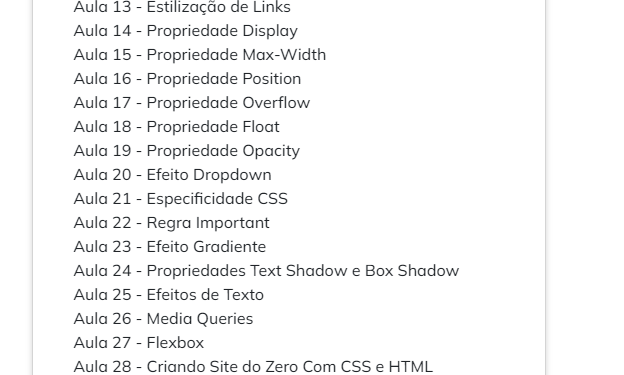 Aula 13 - Estilização de Links
Aula 14 - Propriedade Display
Aula 15 - Propriedade Max-Width
Aula 16 - Propriedade Position
Aula 17 - Propriedade Overflow
Aula 18 - Propriedade Float
Aula 19 - Propriedade Opacity
Aula 20 - Efeito Dropdown
Aula 21 - Especificidade CSS
Aula 22 - Regra Important
Aula 23 - Efeito Gradiente
Aula 24 - Propriedades Text Shadow e Box Shadow
Aula 25 - Efeitos de Texto
Aula 26 - Media Queries
Aula 27 - Flexbox
Aula 28 - Criando Site do Zero Com CSS e HTML